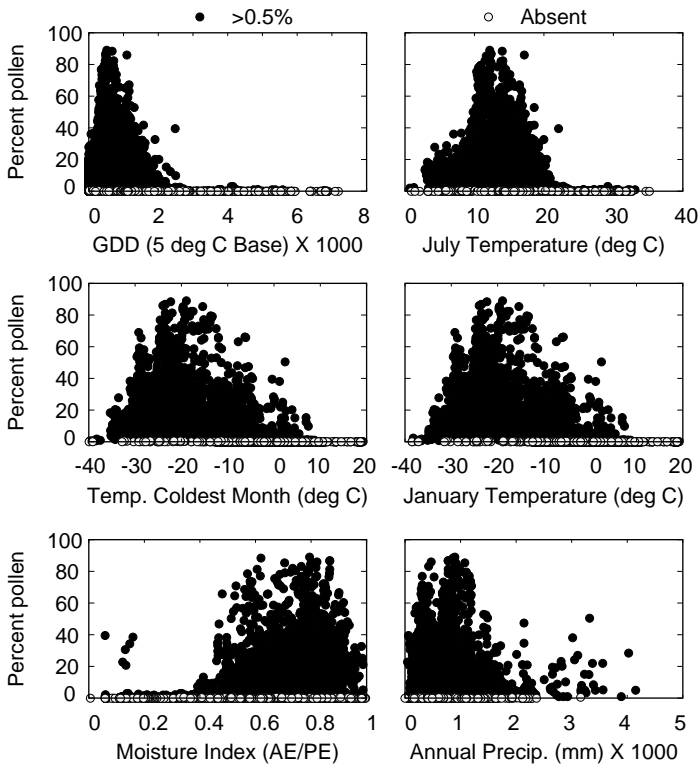 >0.5%
Absent
Percent pollen
100
80
60
40
20
0
0 2 4 6 8
GDD (5 deg C Base) X 1000
0 10 20 30 40
July Temperature (deg C)
Percent pollen
100
80
60
40
20
0
-40 -30 -20 -10 0 10 20
Temp. Coldest Month (deg C)
-40 -30 -20 -10 0 10 20
January Temperature (deg C)
Percent pollen
100
80
60
40
20
0
0 0.2 0.4 0.6 0.8 1
Moisture Index (AE/PE)
0 1 2 3 4 5
Annual Precip. (mm) X 1000